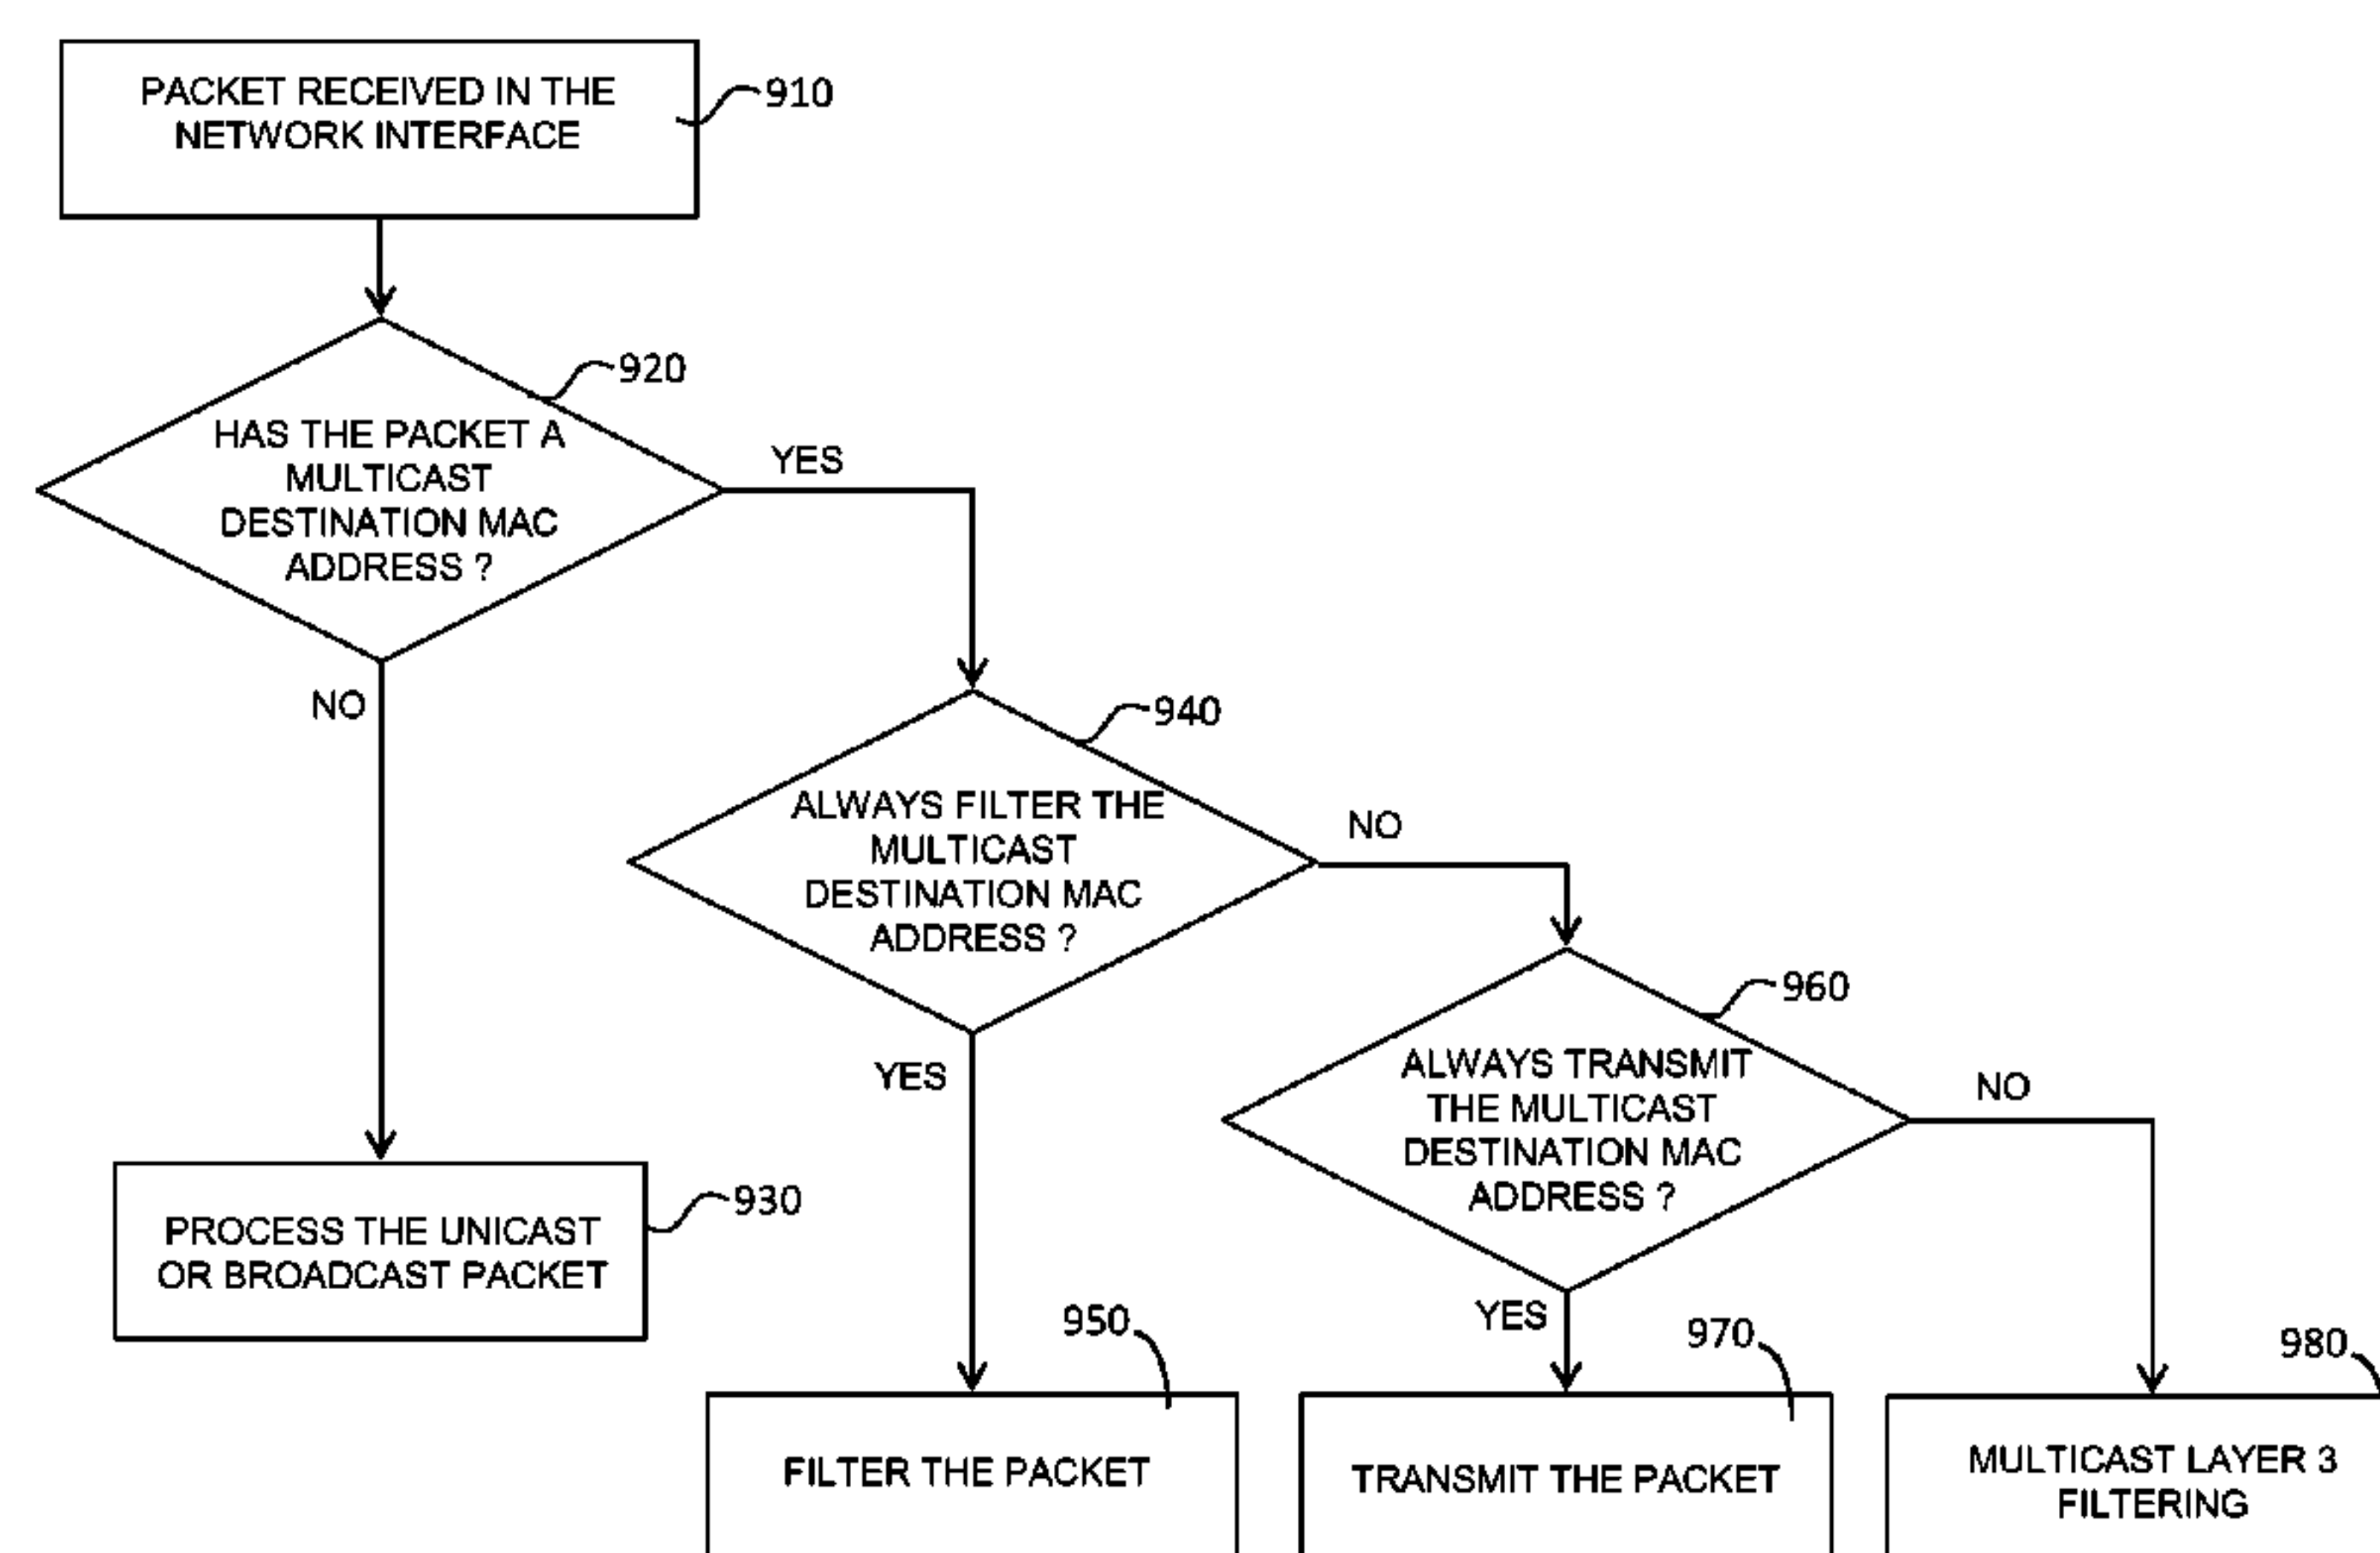 PACKET RECEIVED IN THE
NETWORK INTERFACE
910
920
HAS THE PACKET A
MULTICAST
DESTINATION MAC
ADDRESS ?
YES
NO
940
ALWAYS FILTER THE
MULTICAST
DESTINATION MAC
ADDRESS ?
NO
YES
960
ALWAYS TRANSMIT
THE MULTICAST
DESTINATION MAC
ADDRESS ?
NO
YES
930
PROCESS THE UNICAST
OR BROADCAST PACKET
950
FILTER THE PACKET
970
TRANSMIT THE PACKET
980
MULTICAST LAYER 3
FILTERING